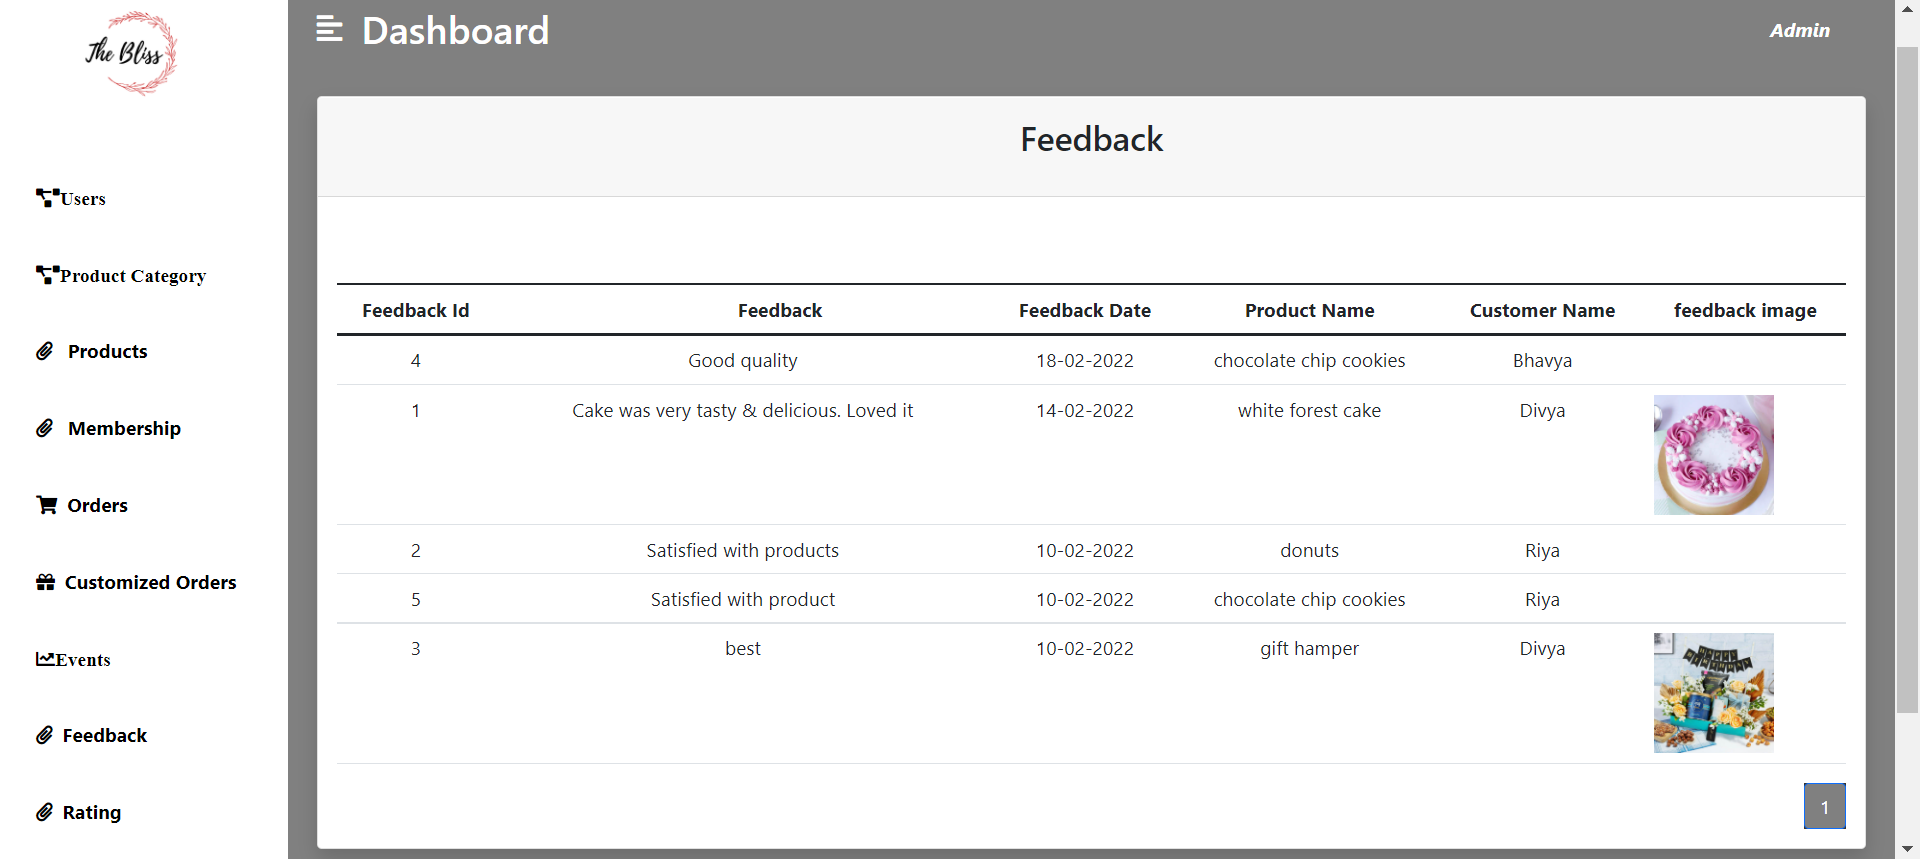 The Bliss
Dashboard
Admin
Users
Product Category
Products
Membership
Orders
Customized Orders
Events
Feedback
Rating
Feedback
Feedback Id Feedback Feedback Date Product Name Customer Name feedback image
4 Good quality 18-02-2022 chocolate chip cookies Bhavya
1 Cake was very tasty & delicious. Loved it 14-02-2022 white forest cake Divya
2 Satisfied with products 10-02-2022 donuts Riya
5 Satisfied with product 10-02-2022 chocolate chip cookies Riya
3 best 10-02-2022 gift hamper Divya
HAPPY
BIRTHDAY
1